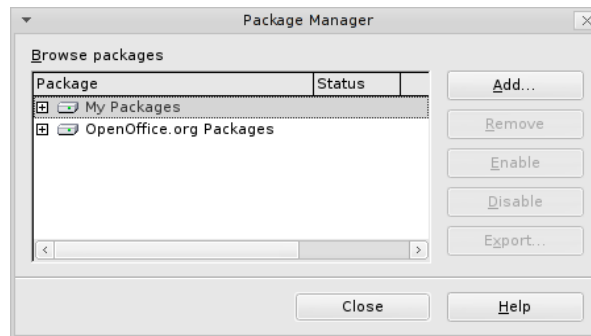 Package Manager
Browse packages
Package Status
My Packages
OpenOffice.org Packages
Add...
Remove
Enable
Disable
Export...
Close
Help